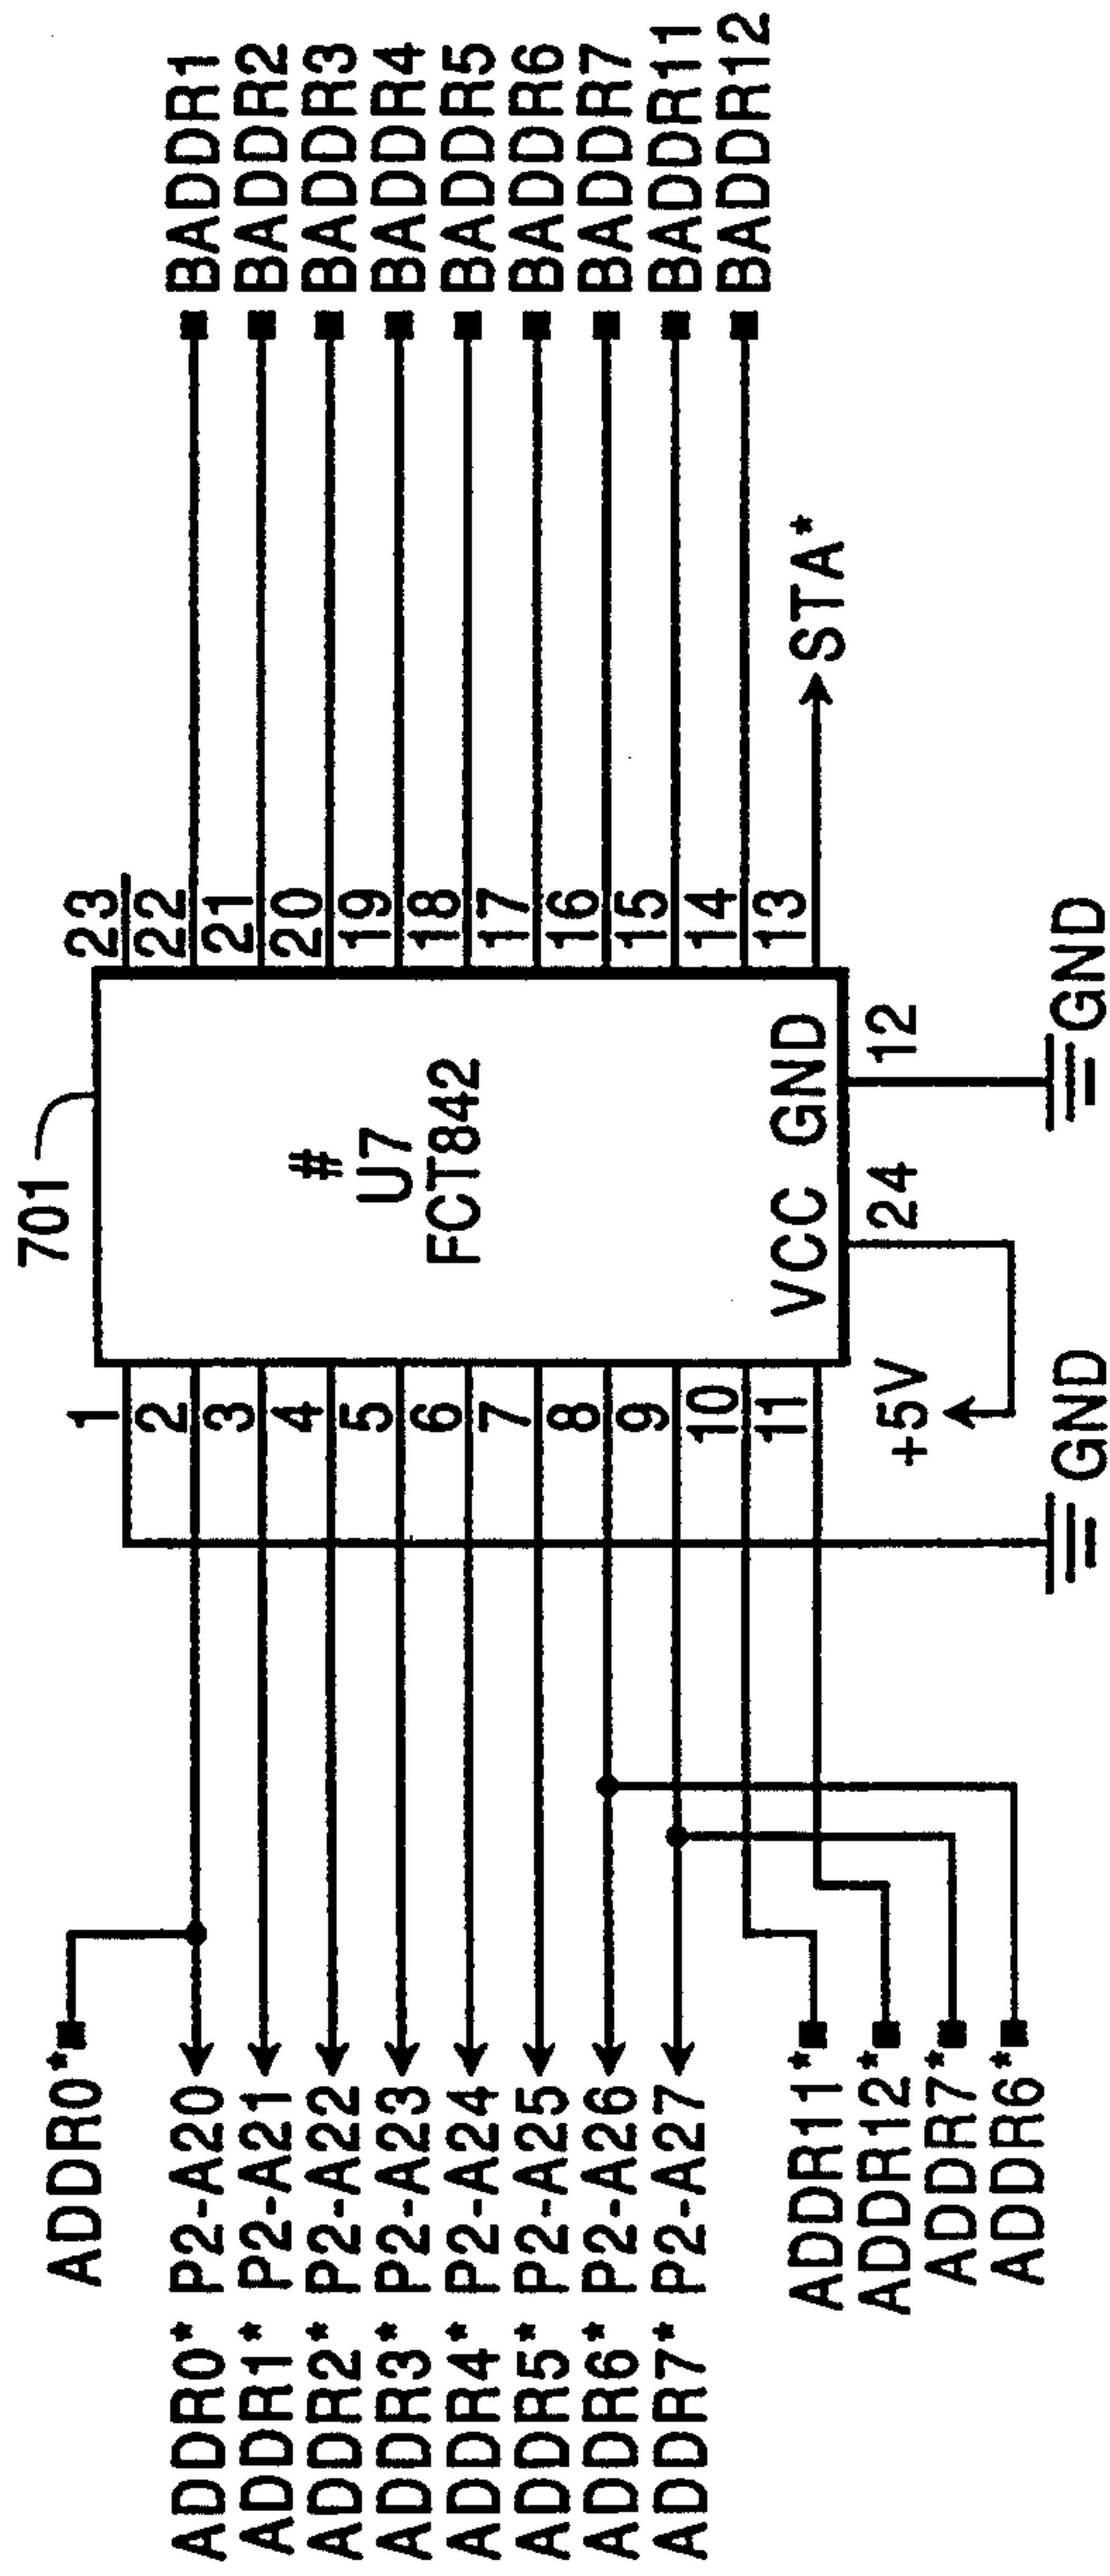 701
#
U7
FCT842
VCC GND
ADDR0*
ADDR0* P2-A20
ADDR1* P2-A21
ADDR2* P2-A22
ADDR3* P2-A23
ADDR4* P2-A24
ADDR5* P2-A25
ADDR6* P2-A26
ADDR7* P2-A27
ADDR11*
ADDR12*
ADDR7*
ADDR6*
1
2
3
4
5
6
7
8
9
10
11
23
22
21
20
19
18
17
16
15
14
13
BADDR1
BADDR2
BADDR3
BADDR4
BADDR5
BADDR6
BADDR7
BADDR11
BADDR12
STA*
24
12
+5V
GND
GND